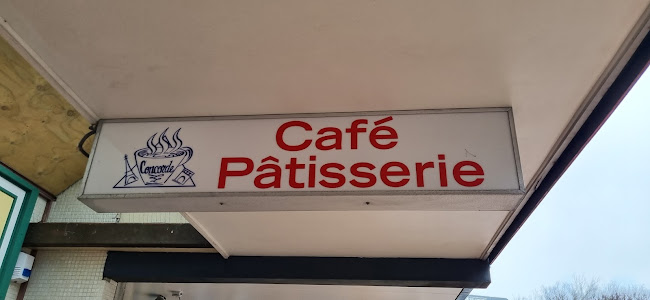 Concorde
Café
Pâtisserie